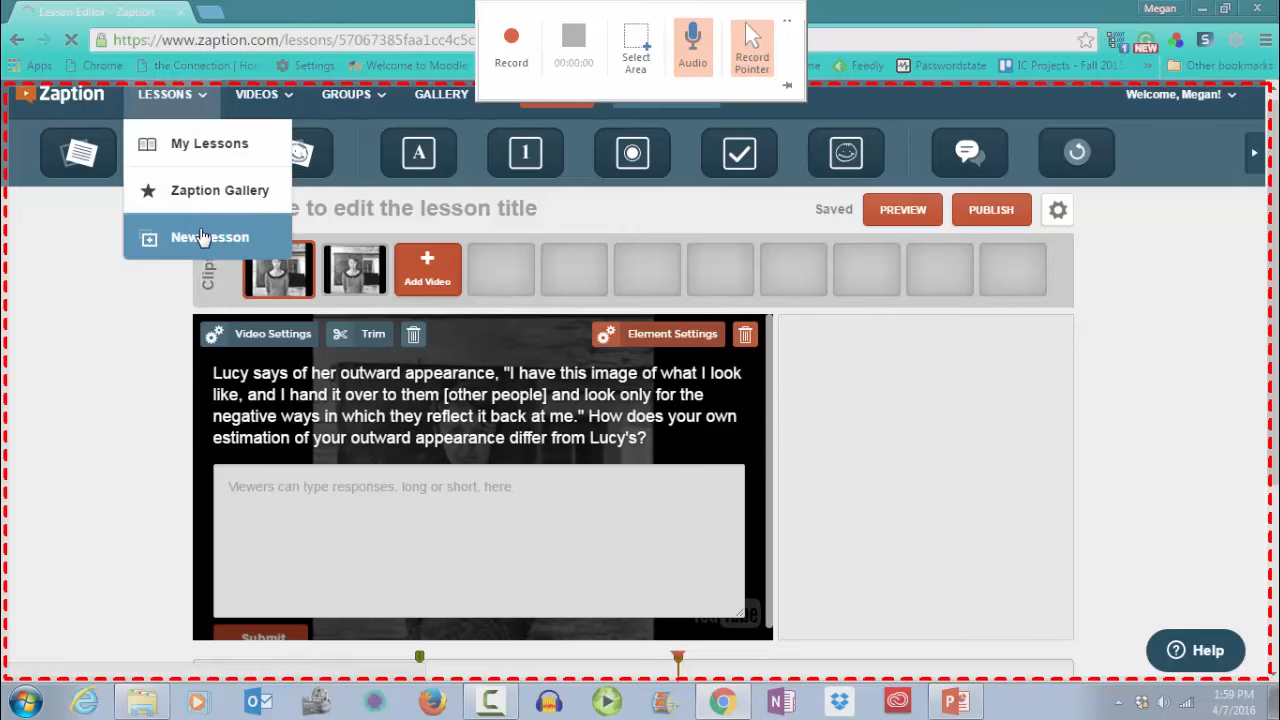 Lesson Editor - Zaption
Megan
https://www.zaption.com/lessons/57067385faa1cc4c5c
NEW
Apps
Chrome
the Connection | Ho
Settings
Welcome to Moodle
Feedly
Passwordstate
IC Projects - Fall 2015
Other bookmarks
Record
00:00:00
Select
Area
Audio
Record
Pointer
Zaption
LESSONS
VIDEOS
GROUPS
GALLERY
Welcome, Megan!
My Lessons
Zaption Gallery
New Lesson
A
1
e to edit the lesson title
Saved
PREVIEW
PUBLISH
Clips
Add Video
Video Settings
Trim
Element Settings
Lucy says of her outward appearance, "I have this image of what I look
like, and I hand it over to them [other people] and look only for the
negative ways in which they reflect it back at me." How does your own
estimation of your outward appearance differ from Lucy's?
Viewers can type responses, long or short, here.
Submit
Help
1:59 PM
4/7/2016